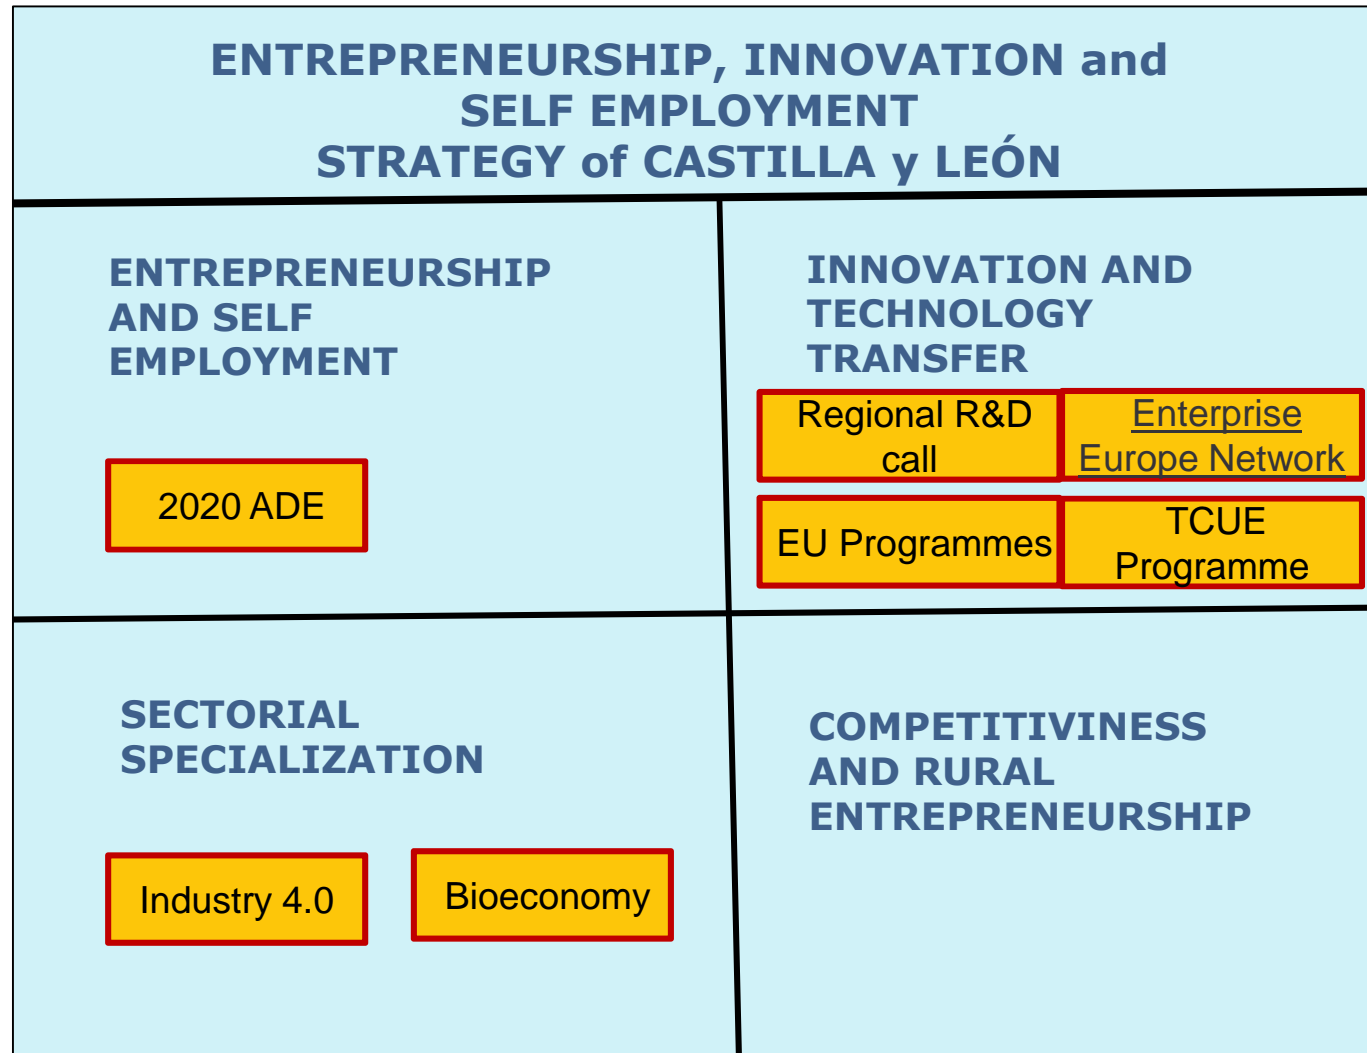 ENTREPRENEURSHIP, INNOVATION and
SELF EMPLOYMENT
STRATEGY of CASTILLA y LEÓN
ENTREPRENEURSHIP
AND SELF
EMPLOYMENT
2020 ADE
INNOVATION AND
TECHNOLOGY
TRANSFER
Regional R&D
call
Enterprise
Europe Network
EU Programmes
TCUE
Programme
SECTORIAL
SPECIALIZATION
Industry 4.0
Bioeconomy
COMPETITIVINESS
AND RURAL
ENTREPRENEURSHIP